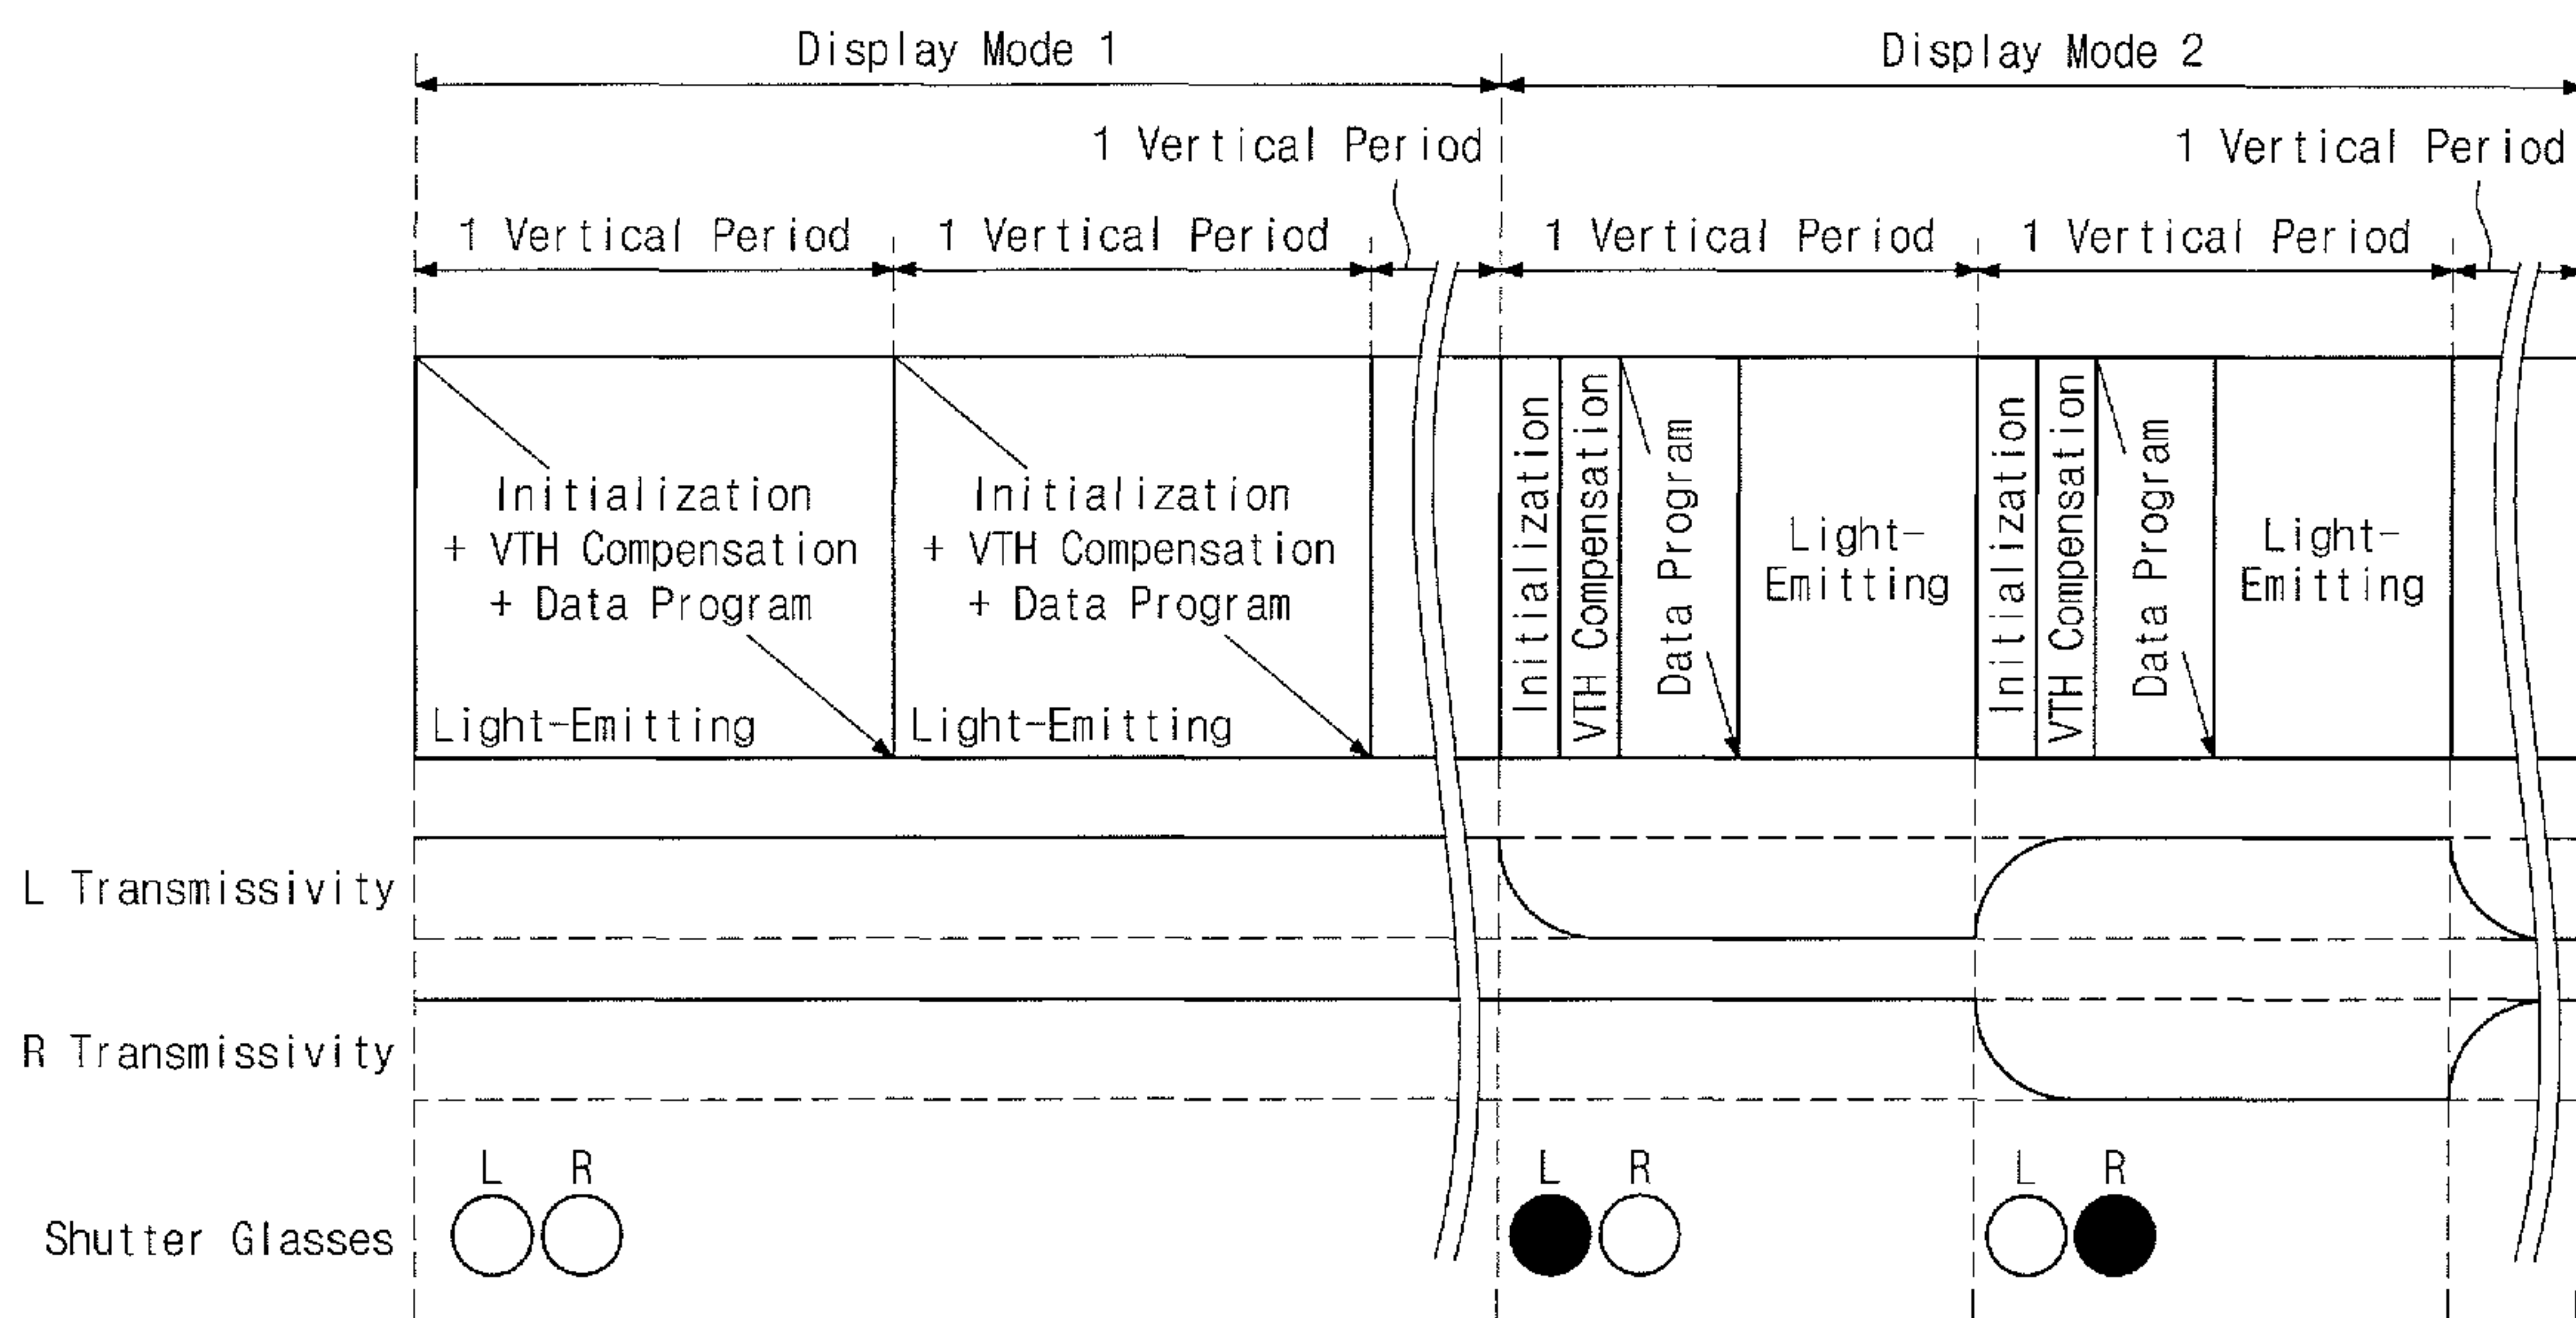 Display Mode 1
Display Mode 2
1 Vertical Period
1 Vertical Period
1 Vertical Period
1 Vertical Period
1 Vertical Period
1 Vertical Period
Initialization
+ VTH Compensation
+ Data Program
Light-Emitting
Initialization
+ VTH Compensation
+ Data Program
Light-Emitting
Initialization
VTH Compensation
Data Program
Light-
Emitting
Initialization
VTH Compensation
Data Program
Light-
Emitting
L Transmissivity
R Transmissivity
Shutter Glasses
L R
L R
L R